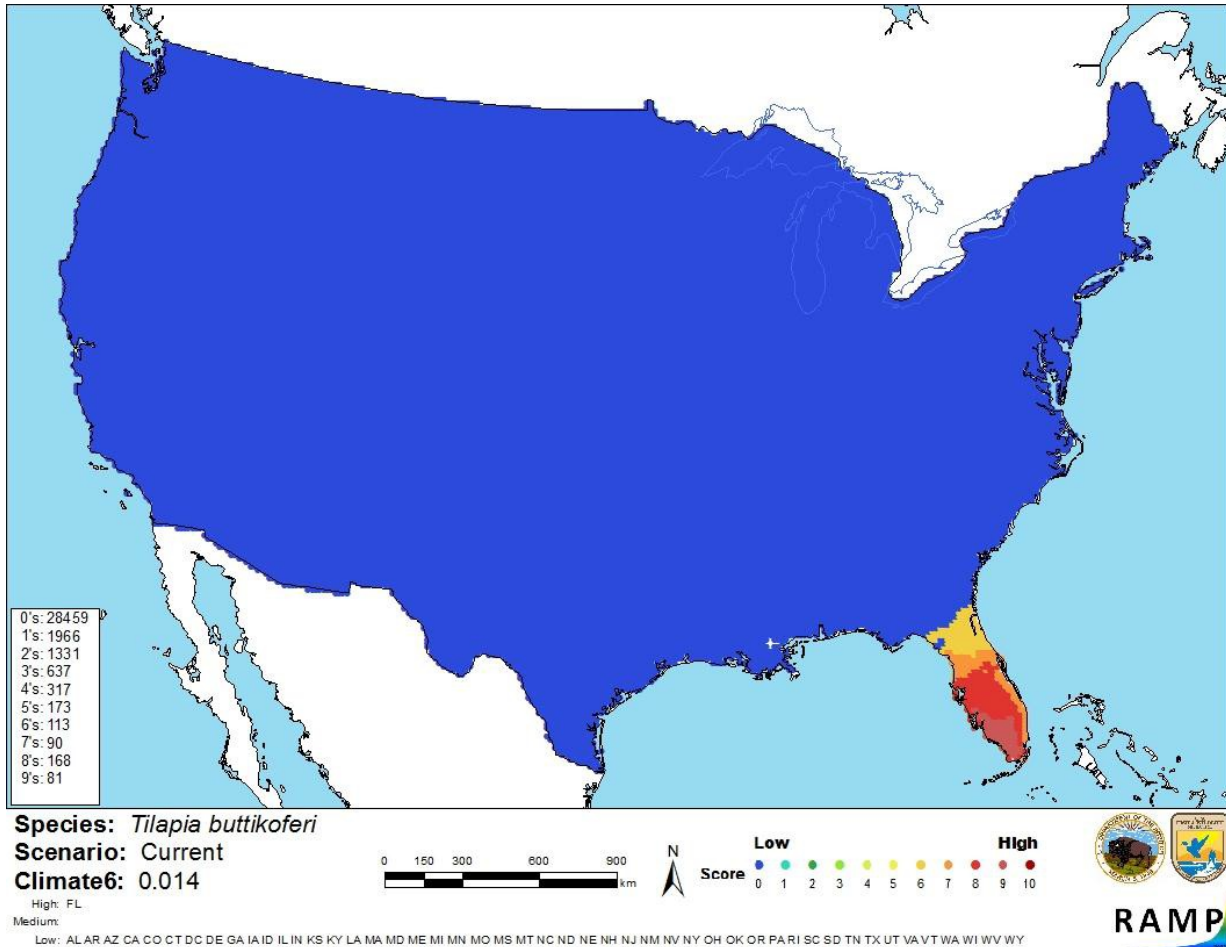 0's: 28459
1's: 1966
2's: 1331
3's: 637
4's: 317
5's: 173
6's: 113
7's: 90
8's: 168
9's: 81
Species: Tilapia buttikoferi
Scenario: Current
Climate6: 0.014
High: FL
Medium:
Low: AL AR AZ CA CO CT DC DE GA IA ID IL IN KS KY LA MA MD ME MI MN MO MS MT NC ND NE NH NJ NM NV NY OH OK OR PA RI SC SD TN TX UT VA VT WA WI WV WY
0 150 300 600 900
km
N
Low High
Score 0 1 2 3 4 5 6 7 8 9 10
RAMP